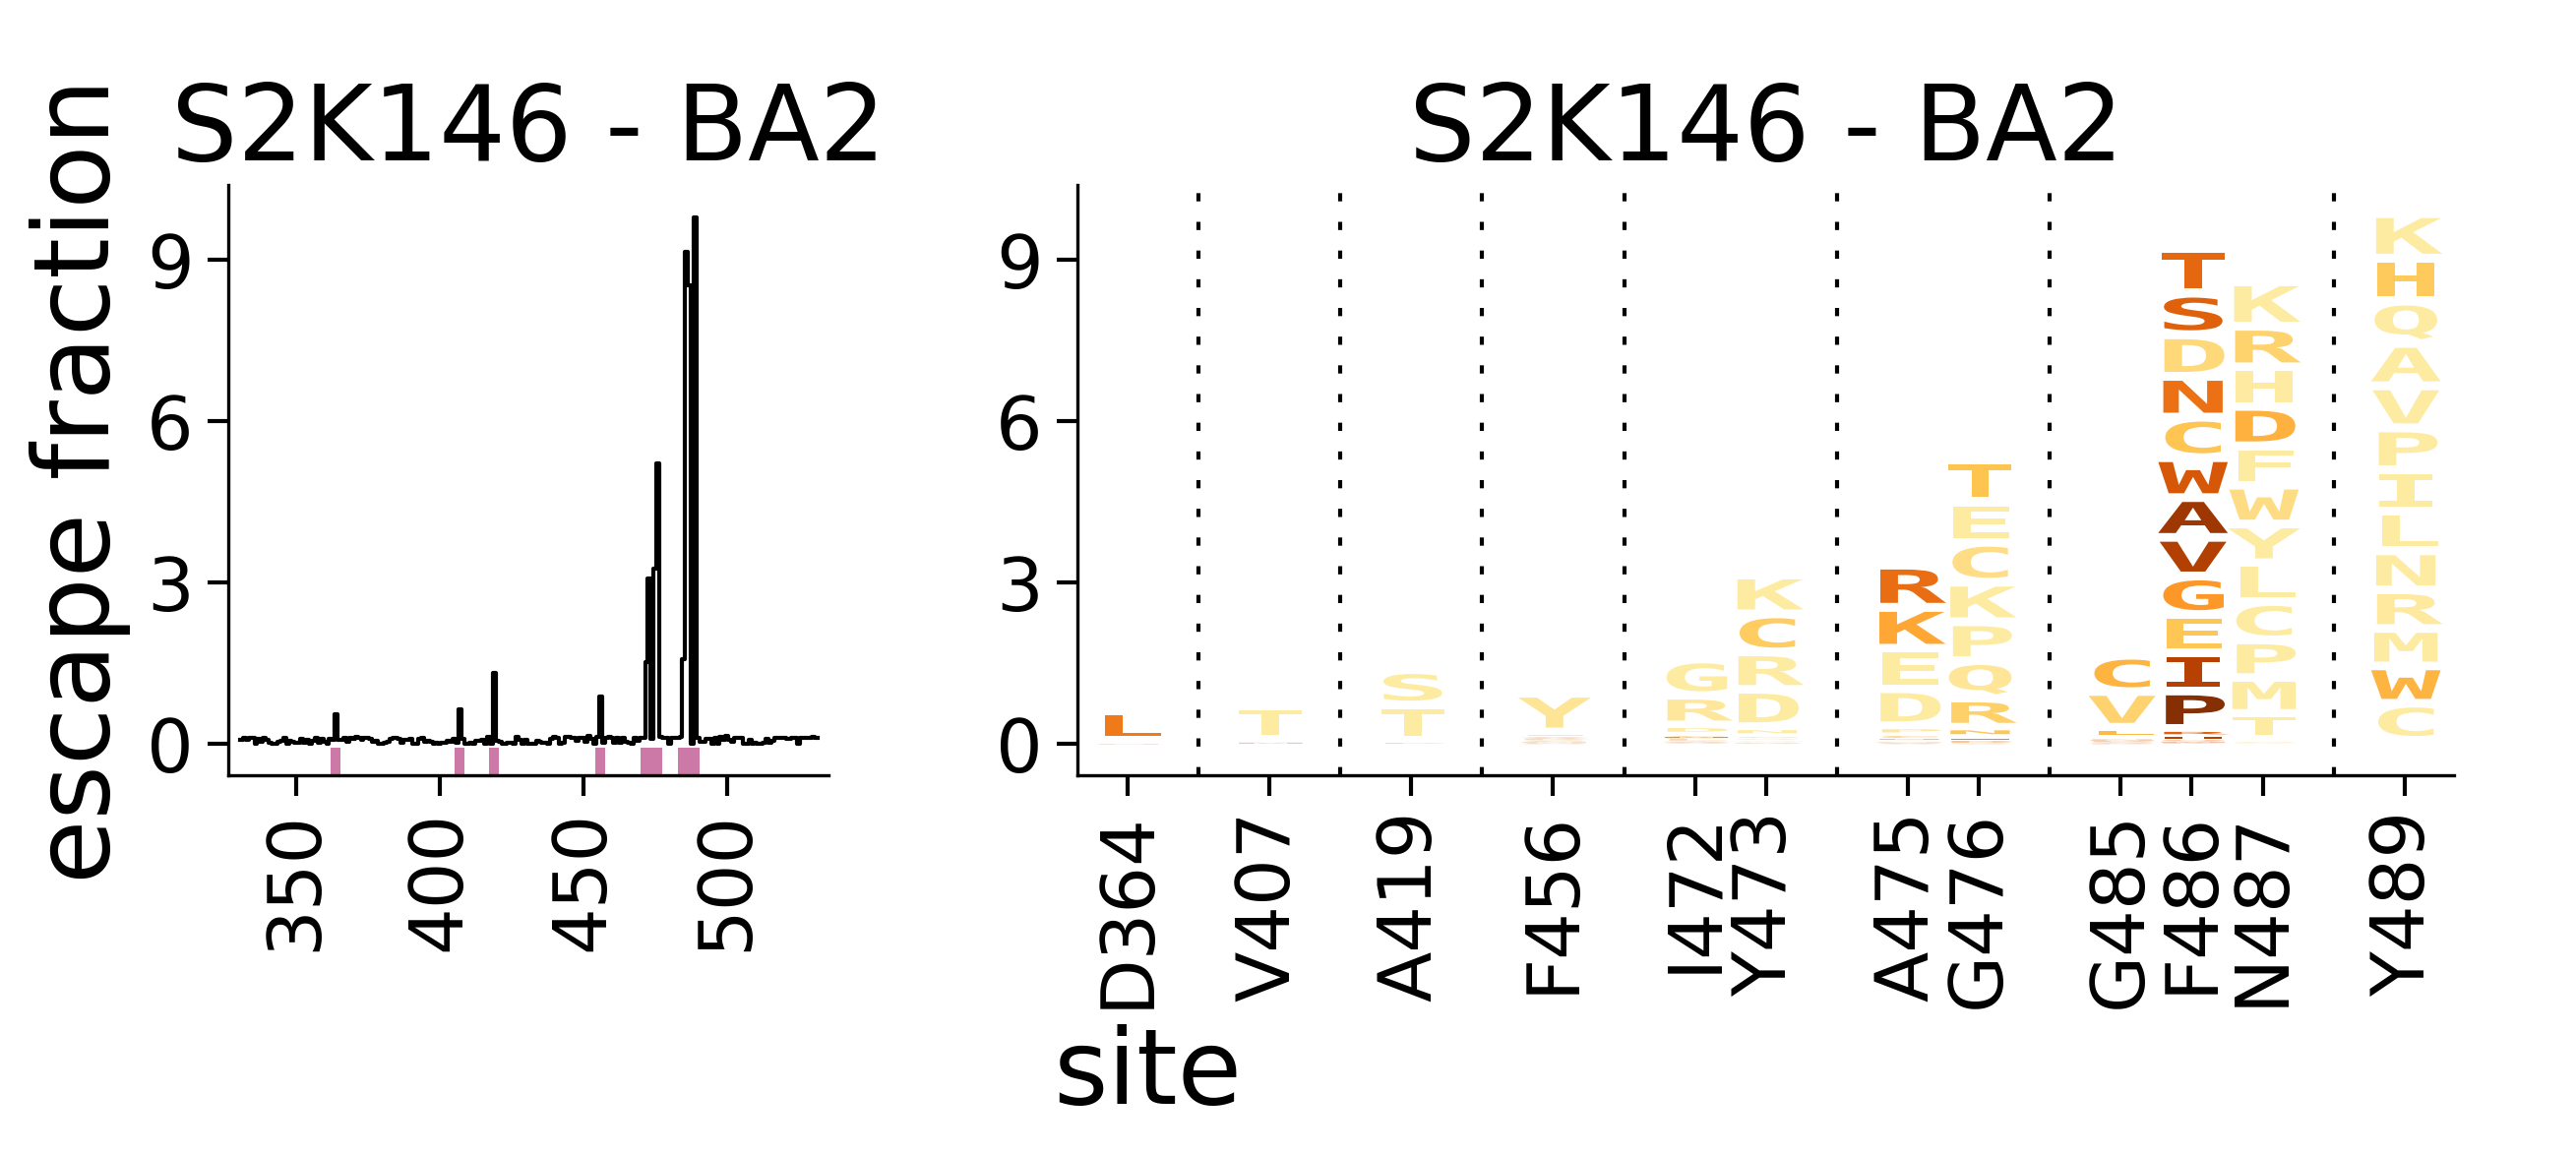 S2K146 - BA2
escape fraction
9
6
3
0
350
400
450
500
S2K146 - BA2
9
6
3
0
L
T
S
T
Y
G
R
K
C
R
D
R
K
E
D
T
E
C
K
P
Q
R
N
C
V
T
S
D
N
C
W
A
V
G
E
I
P
K
R
H
D
F
W
Y
L
C
P
M
T
K
H
Q
A
V
P
I
L
N
R
M
W
C
D364
V407
A419
F456
I472
Y473
A475
G476
G485
F486
N487
Y489
site